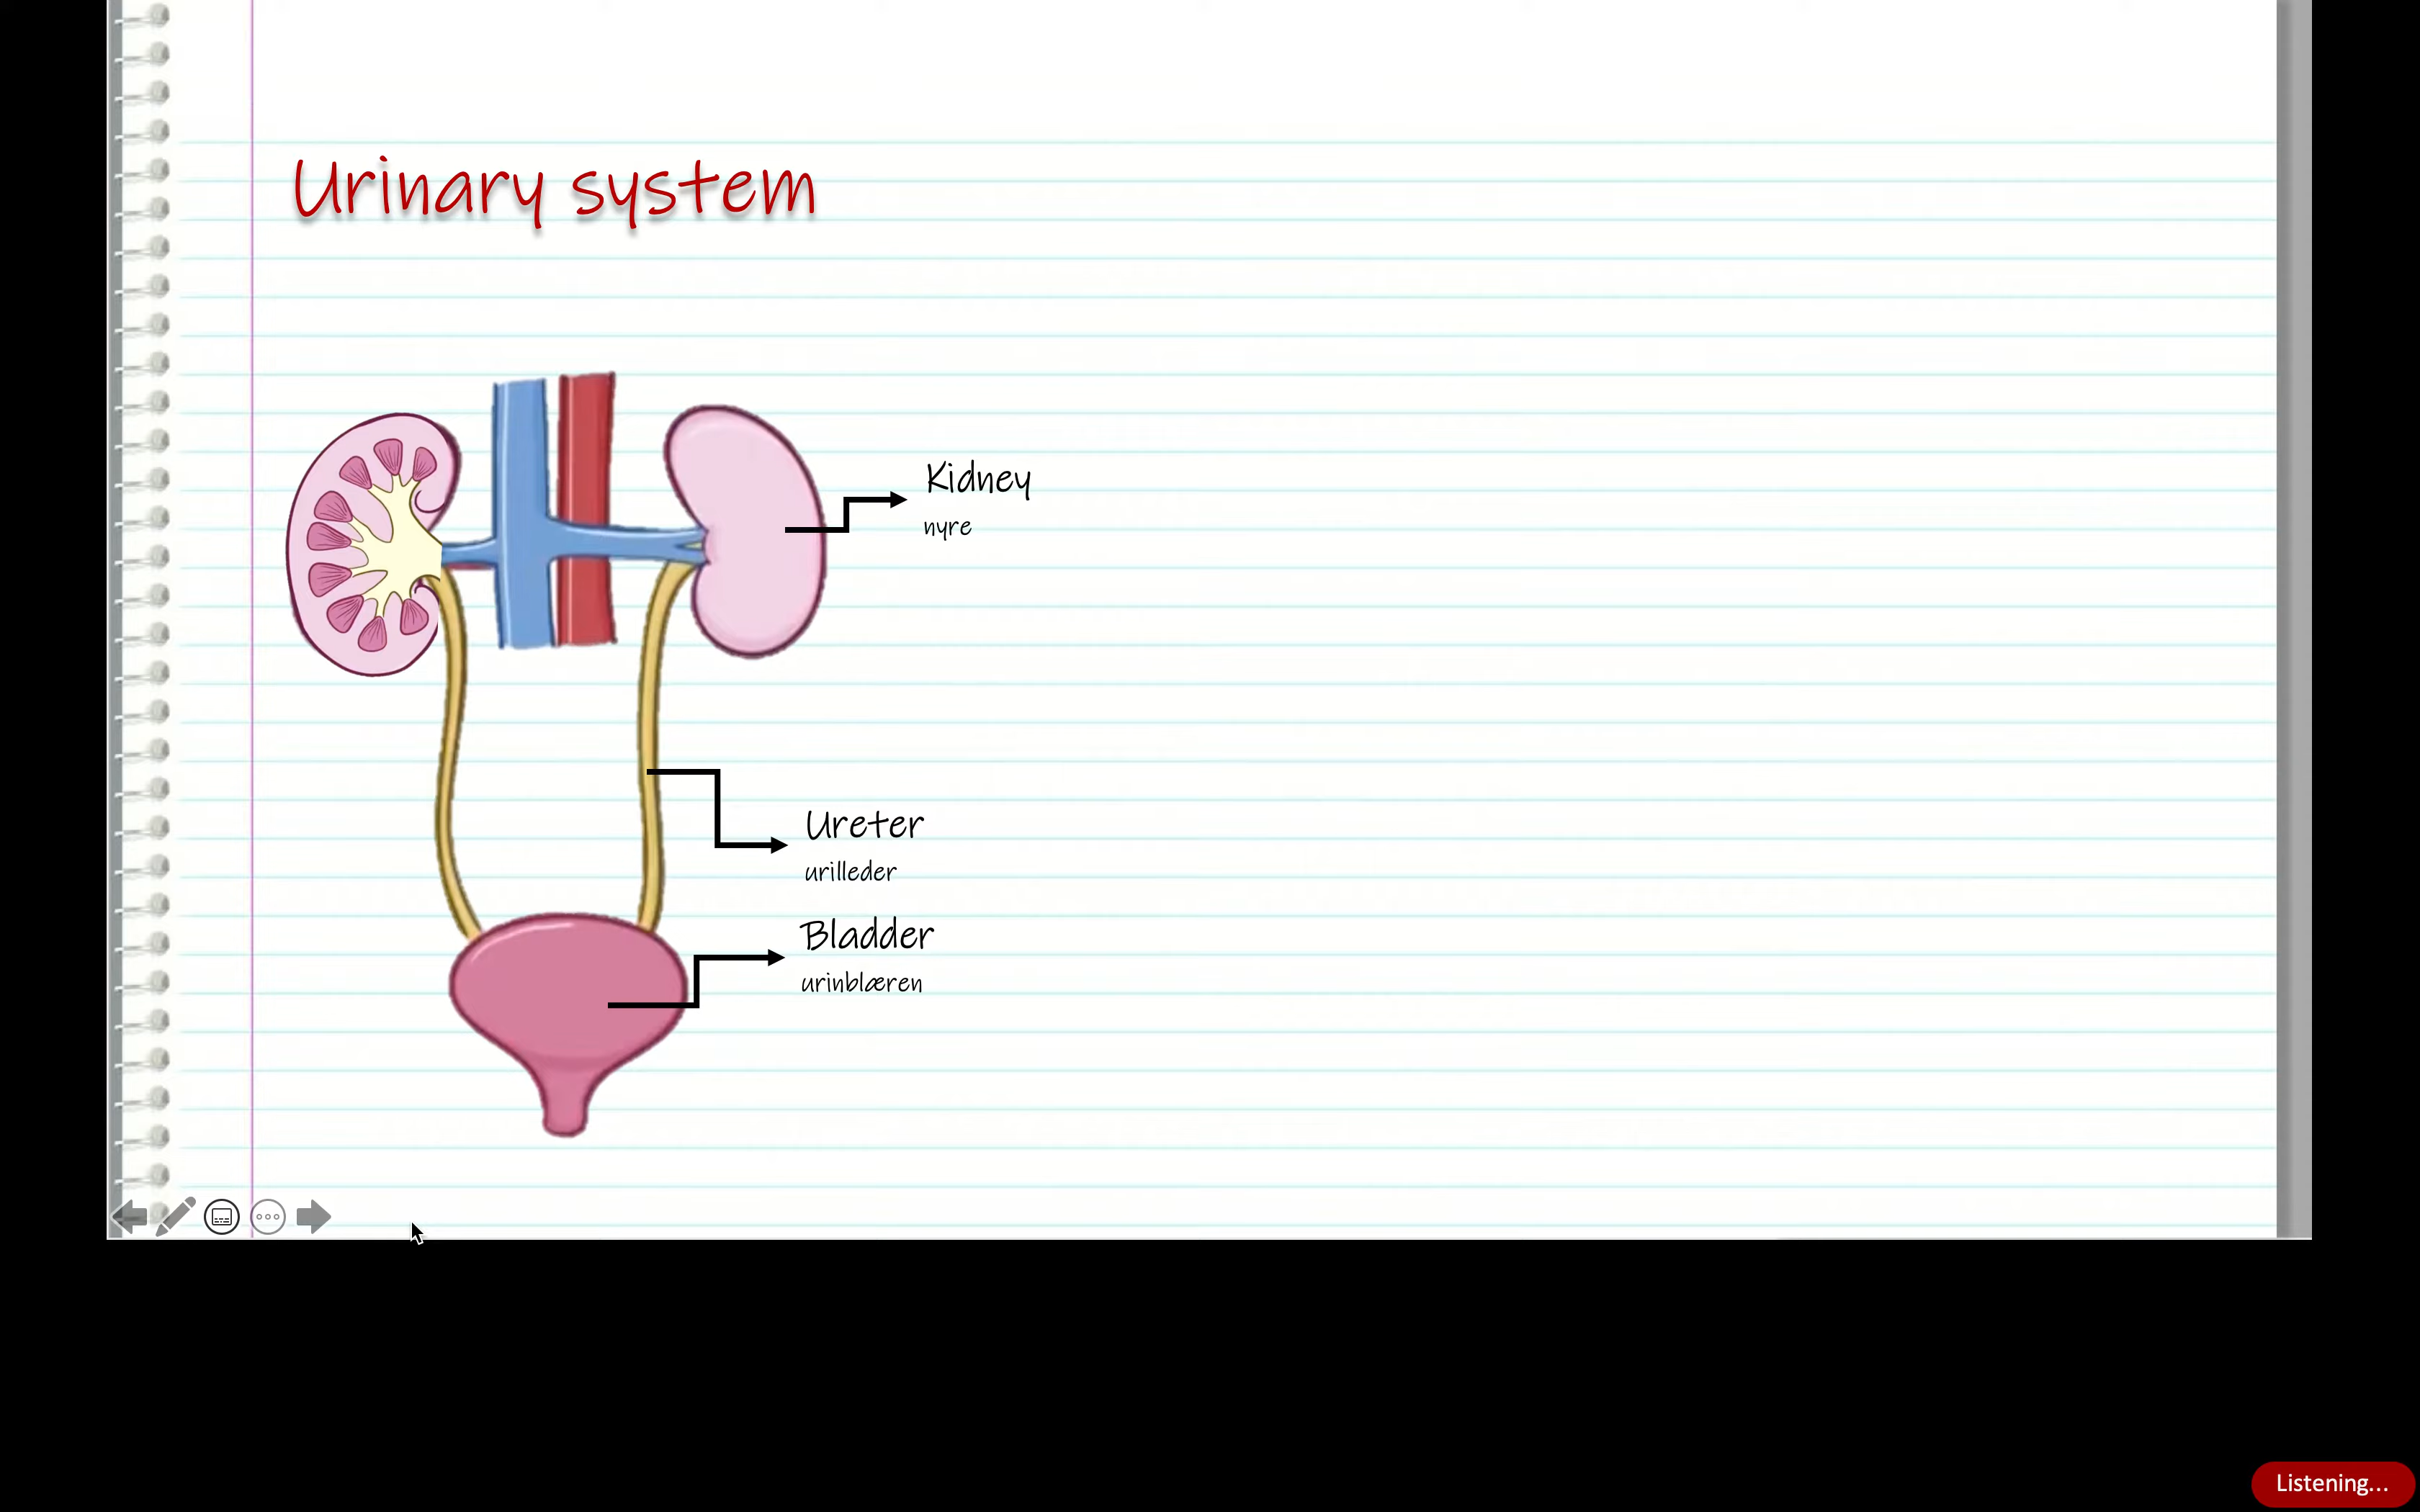 Urinary system
Kidney
nyre
Ureter
urilleder
Bladder
urinblæren
Listening...